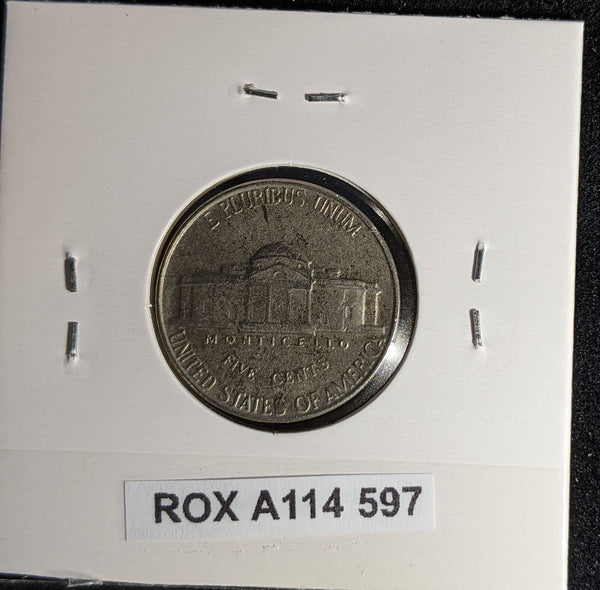 E PLURIBUS UNUM
MONTICELLO
FIVE CENTS
UNITED STATES OF AMERICA
ROX A114 597